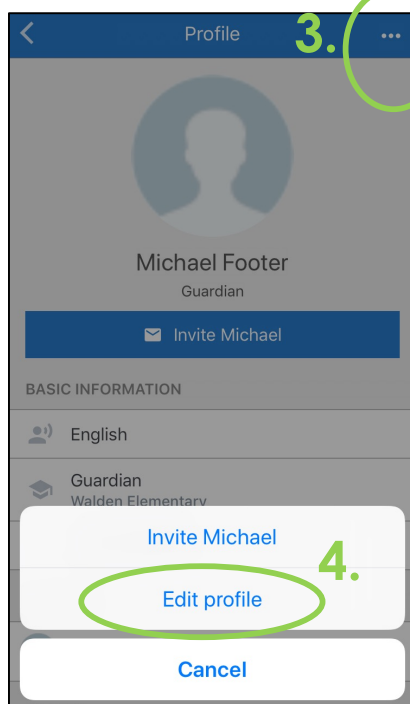 Profile 3. ...
Michael Footer
Guardian
Invite Michael
BASIC INFORMATION
English
Guardian
Walden Elementary
Invite Michael
4.
Edit profile
Cancel